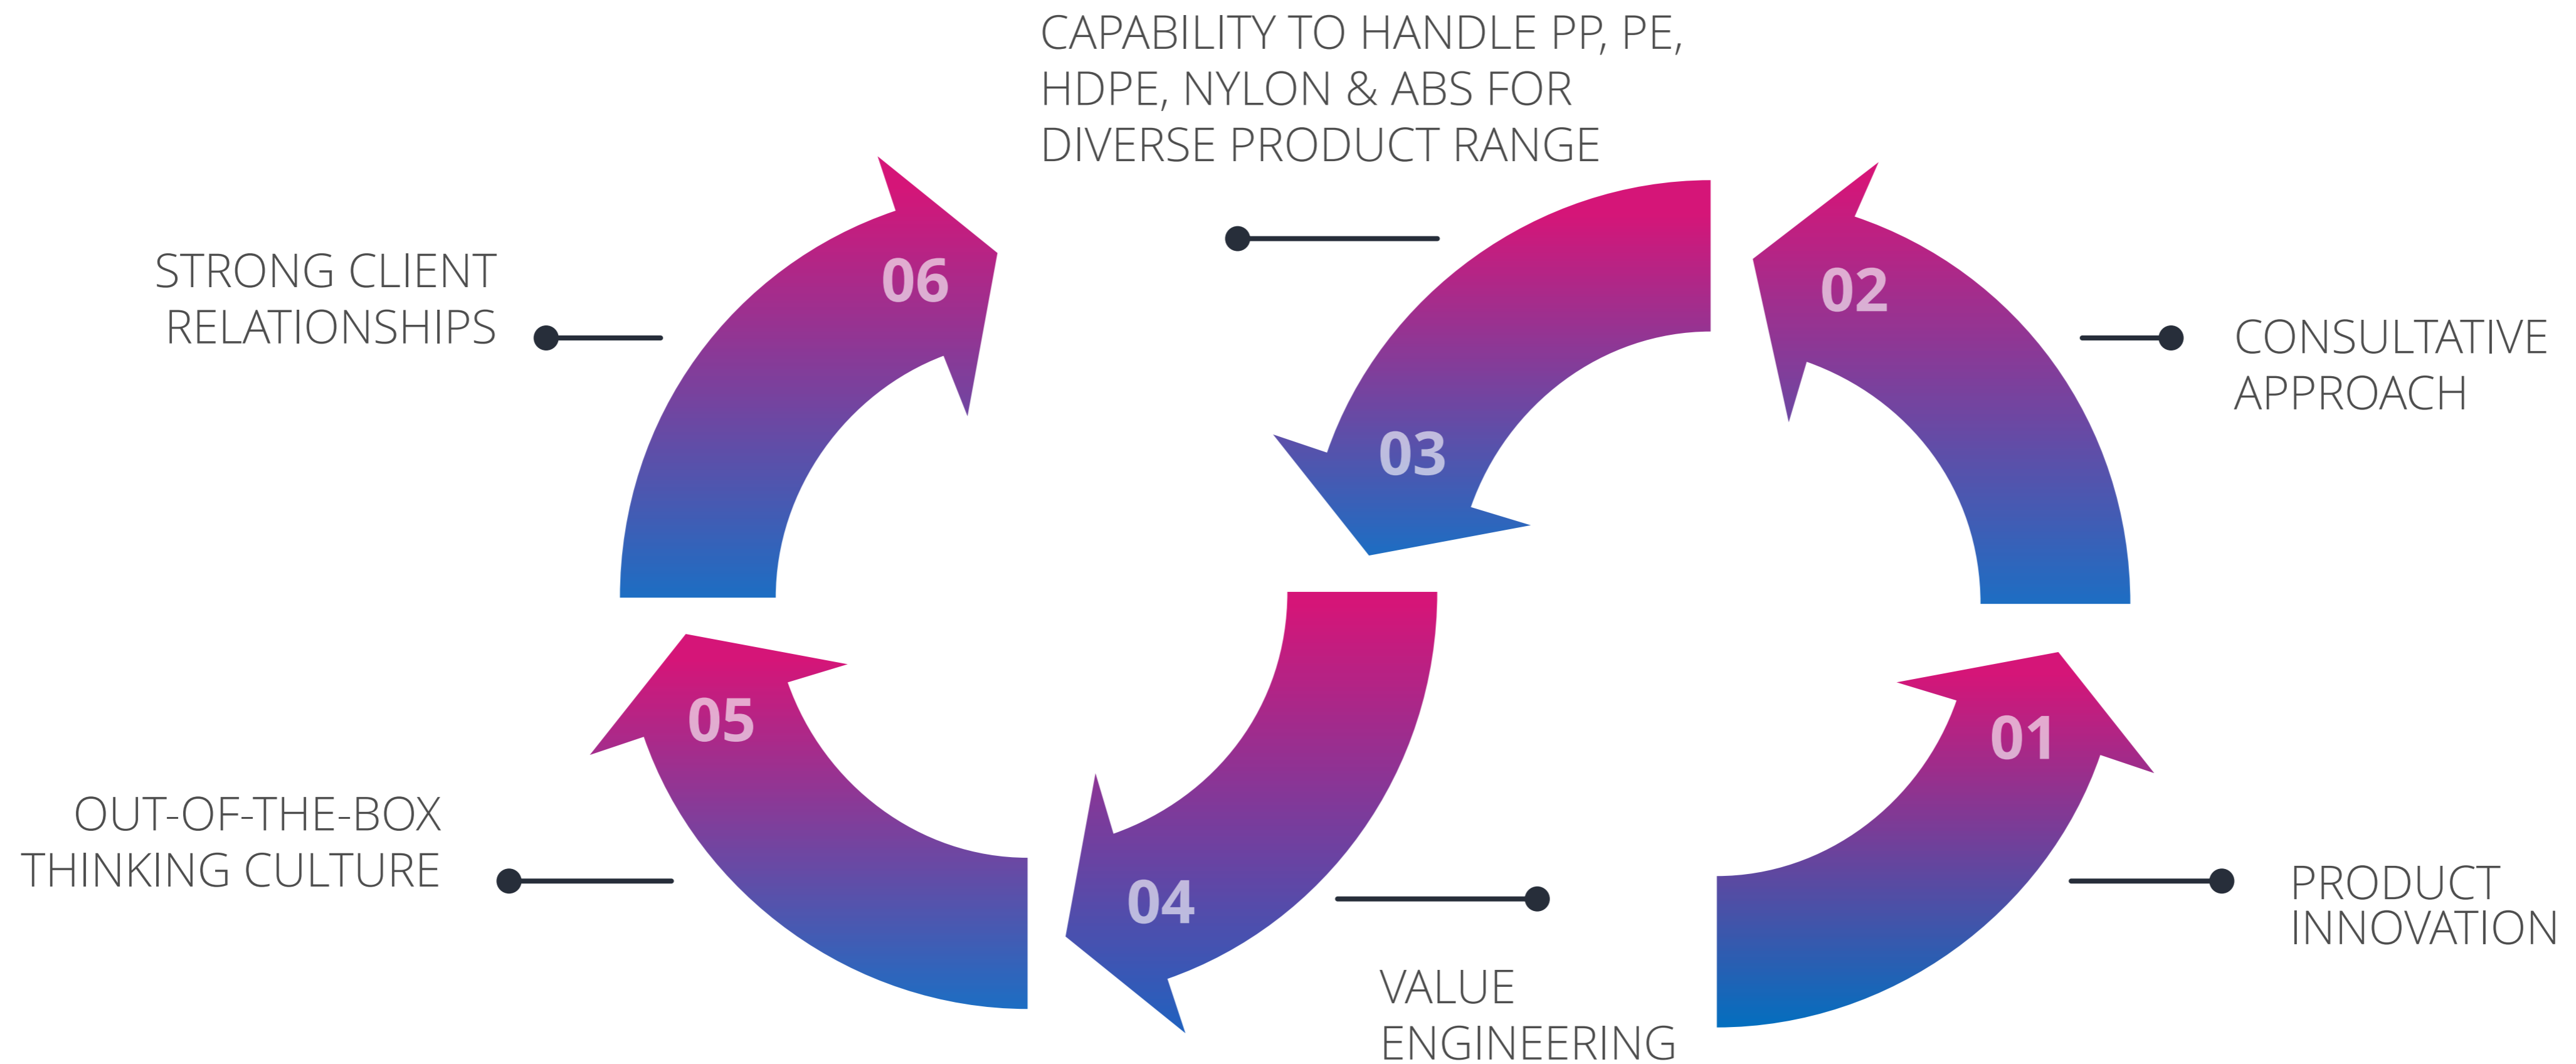 CAPABILITY TO HANDLE PP, PE,
HDPE, NYLON & ABS FOR
DIVERSE PRODUCT RANGE
STRONG CLIENT
RELATIONSHIPS
06
02
CONSULTATIVE
APPROACH
03
05
01
OUT-OF-THE-BOX
THINKING CULTURE
04
PRODUCT
INNOVATION
VALUE
ENGINEERING